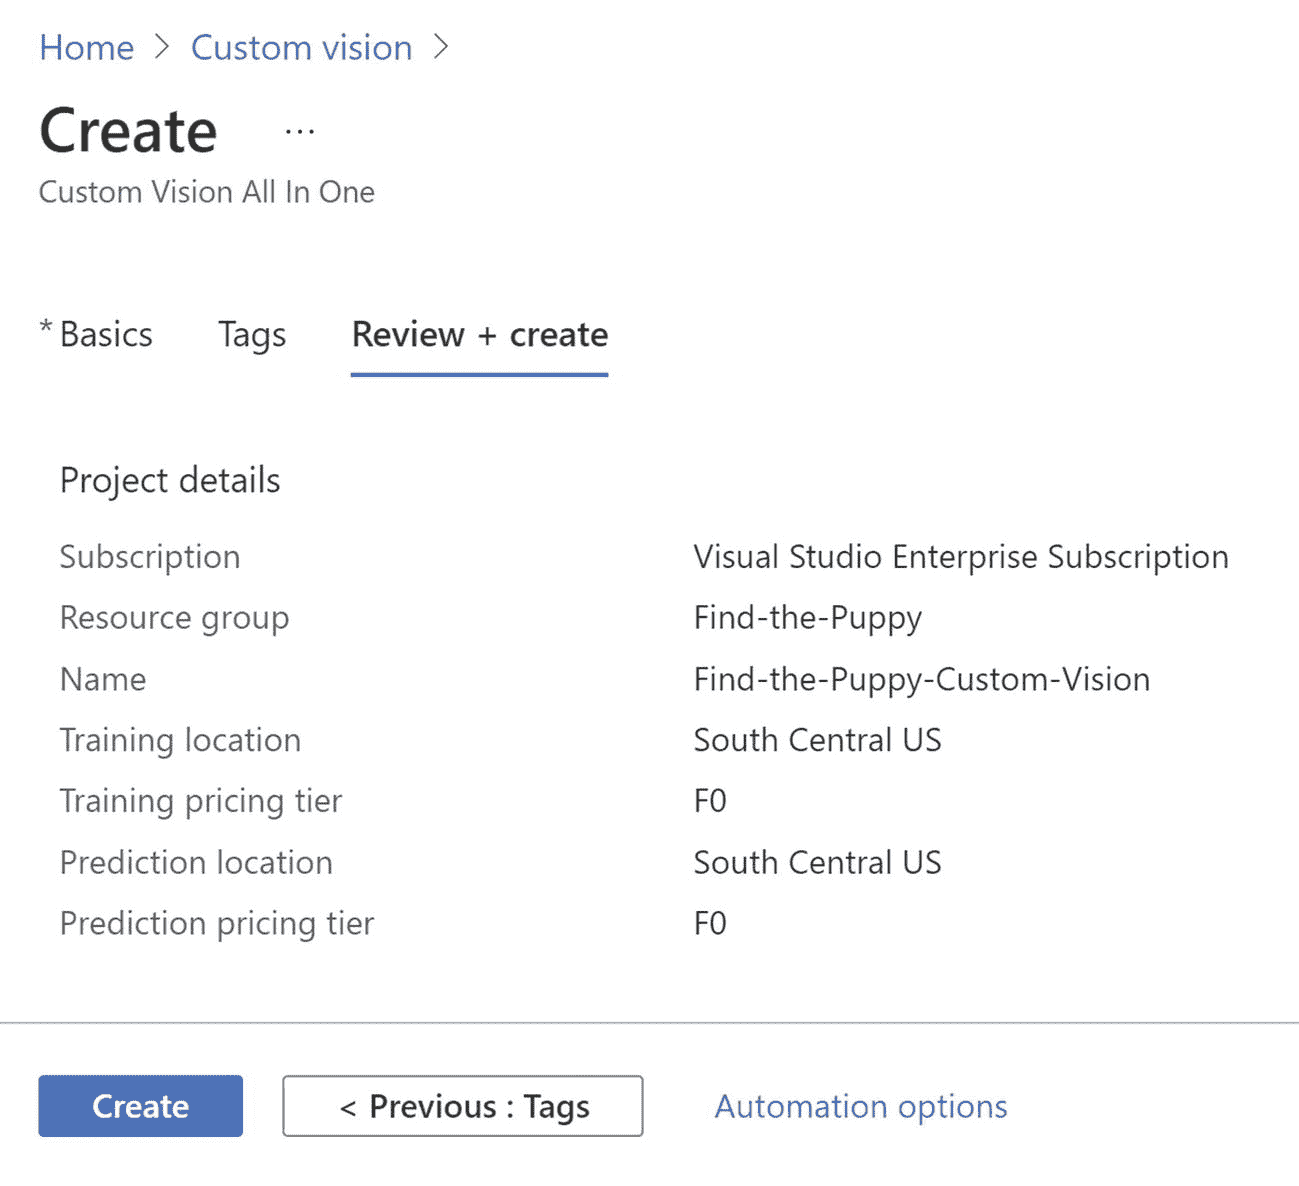 Home > Custom vision >
Create ...
Custom Vision All In One
* Basics Tags Review + create
Project details
Subscription Visual Studio Enterprise Subscription
Resource group Find-the-Puppy
Name Find-the-Puppy-Custom-Vision
Training location South Central US
Training pricing tier F0
Prediction location South Central US
Prediction pricing tier F0
Create < Previous : Tags Automation options